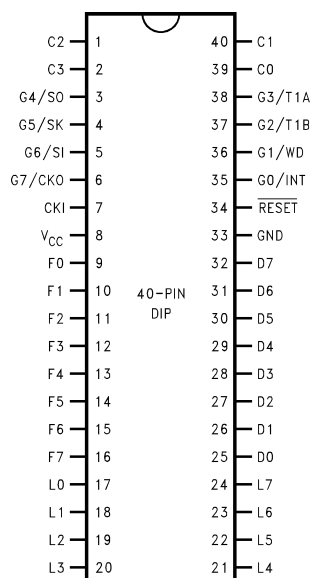 C2 1 40 C1
C3 2 39 C0
G4/SO 3 38 G3/T1A
G5/SK 4 37 G2/T1B
G6/SI 5 36 G1/WD
G7/CKO 6 35 G0/INT
CKI 7 34 RESET
VCC 8 33 GND
F0 9 32 D7
F1 10 31 D6
40-PIN
DIP
F2 11 30 D5
F3 12 29 D4
F4 13 28 D3
F5 14 27 D2
F6 15 26 D1
F7 16 25 D0
L0 17 24 L7
L1 18 23 L6
L2 19 22 L5
L3 20 21 L4